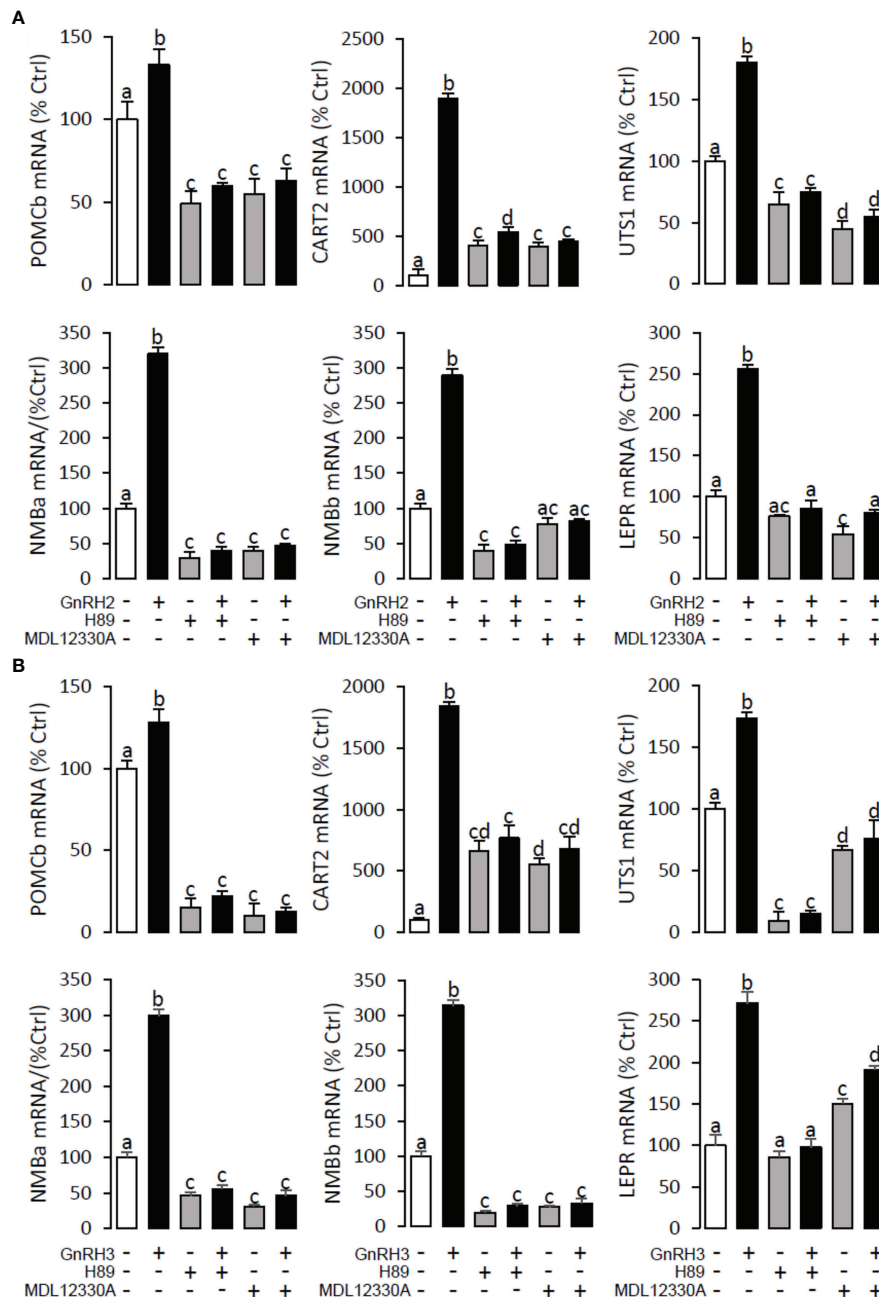 A
POMCb mRNA (% Ctrl)
150
100
50
0
a
b
c
c
c
c
CART2 mRNA (% Ctrl)
2500
2000
1500
1000
500
0
a
b
c
d
c
c
UTS1 mRNA (% Ctrl)
200
150
100
50
0
a
b
c
c
d
d
NMBa mRNA/(%Ctrl)
350
300
250
200
150
100
50
0
a
b
c
c
c
c
NMBb mRNA (% Ctrl)
350
300
250
200
150
100
50
0
a
b
c
c
ac
ac
LEPR mRNA (% Ctrl)
350
300
250
200
150
100
50
0
a
b
ac
a
c
a
GnRH2 - + - + - +
H89 - - + + - -
MDL12330A - - - - + +
GnRH2 - + - + - +
H89 - - + + - -
MDL12330A - - - - + +
GnRH2 - + - + - +
H89 - - + + - -
MDL12330A - - - - + +
B
POMCb mRNA (% Ctrl)
150
100
50
0
a
b
c
c
c
c
CART2 mRNA (% Ctrl)
2000
1500
1000
500
0
a
b
cd
c
d
cd
UTS1 mRNA (% Ctrl)
200
150
100
50
0
a
b
c
c
d
d
NMBa mRNA/(%Ctrl)
350
300
250
200
150
100
50
0
a
b
c
c
c
c
NMBb mRNA (% Ctrl)
350
300
250
200
150
100
50
0
a
b
c
c
c
c
LEPR mRNA (% Ctrl)
300
250
200
150
100
50
0
a
b
a
a
c
d
GnRH3 - + - + - +
H89 - - + + - -
MDL12330A - - - - + +
GnRH3 - + - + - +
H89 - - + + - -
MDL12330A - - - - + +
GnRH3 - + - + - +
H89 - - + + - -
MDL12330A - - - - + +